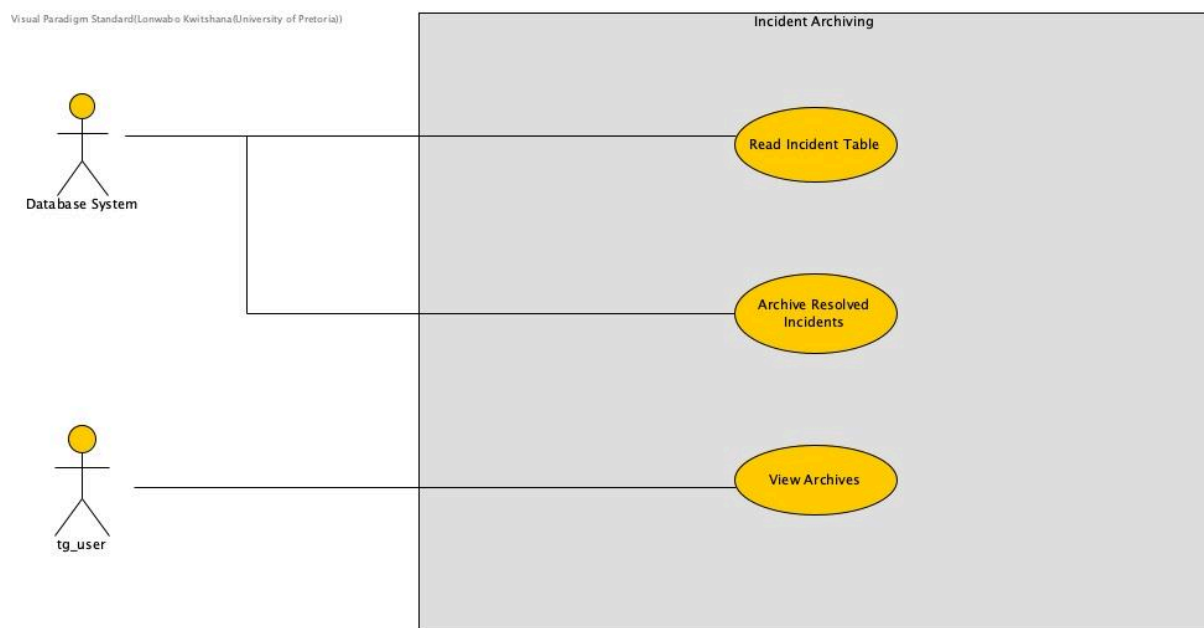 Visual Paradigm Standard(Lonwabo Kwitshana(University of Pretoria))
Incident Archiving
Read Incident Table
Database System
Archive Resolved
Incidents
View Archives
tg_user